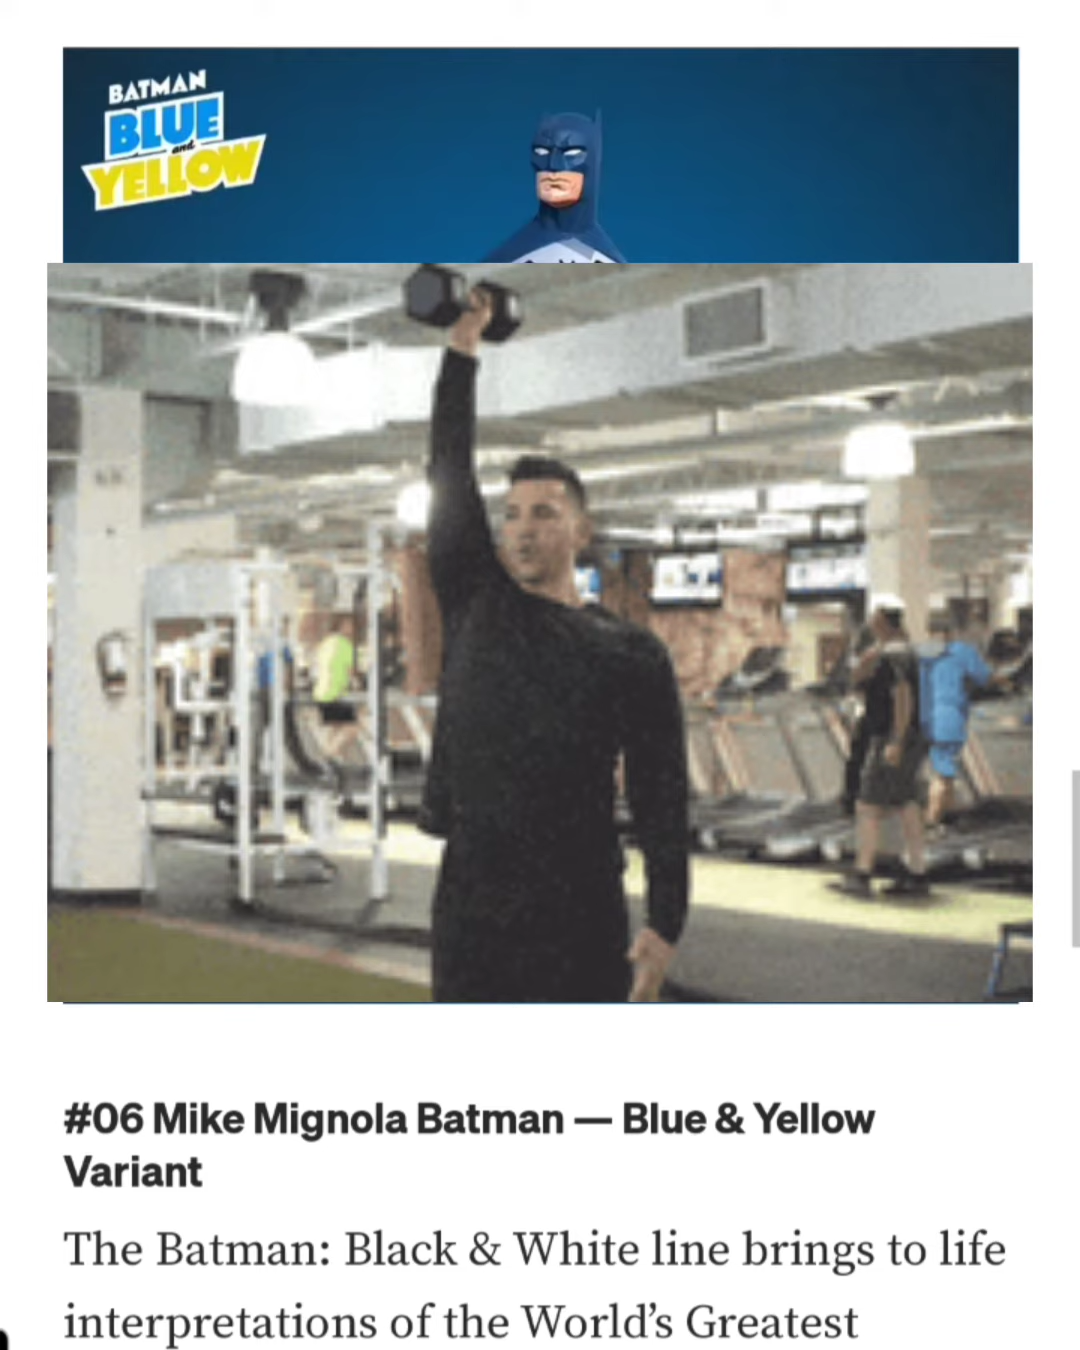 BATMAN
BLUE
and
YELLOW
#06 Mike Mignola Batman — Blue & Yellow
Variant
The Batman: Black & White line brings to life
interpretations of the World’s Greatest